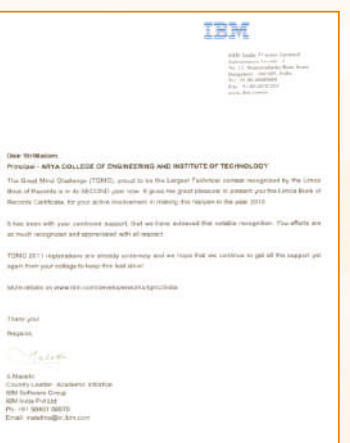 IBM
IBM India Private Limited
Bangalore
Dear Sir/Madam,
Principal - ARYA COLLEGE OF ENGINEERING AND INSTITUTE OF TECHNOLOGY
The Great Mind Challenge (TGMC), proud to be the Largest Technical contest recognised by the Limca
Book of Records is in its SECOND year now. It gives me great pleasure to present you the Limca Book of
Records Certificate, for your active involvement in making this happen in the year 2010
It has been with your continued support, that we have achieved this notable recognition. You efforts are
as much recognized and appreciated with all respect.
TGMC 2011 registrations are already underway and we hope that we continue to get all the support yet
again from your college to keep this lead alive!
More details on www.ibm.com/developerworks/tgmc/india
Thank you!
Regards,
Country Leader- Academic Initiative
IBM Software Group
IBM India Pvt Ltd